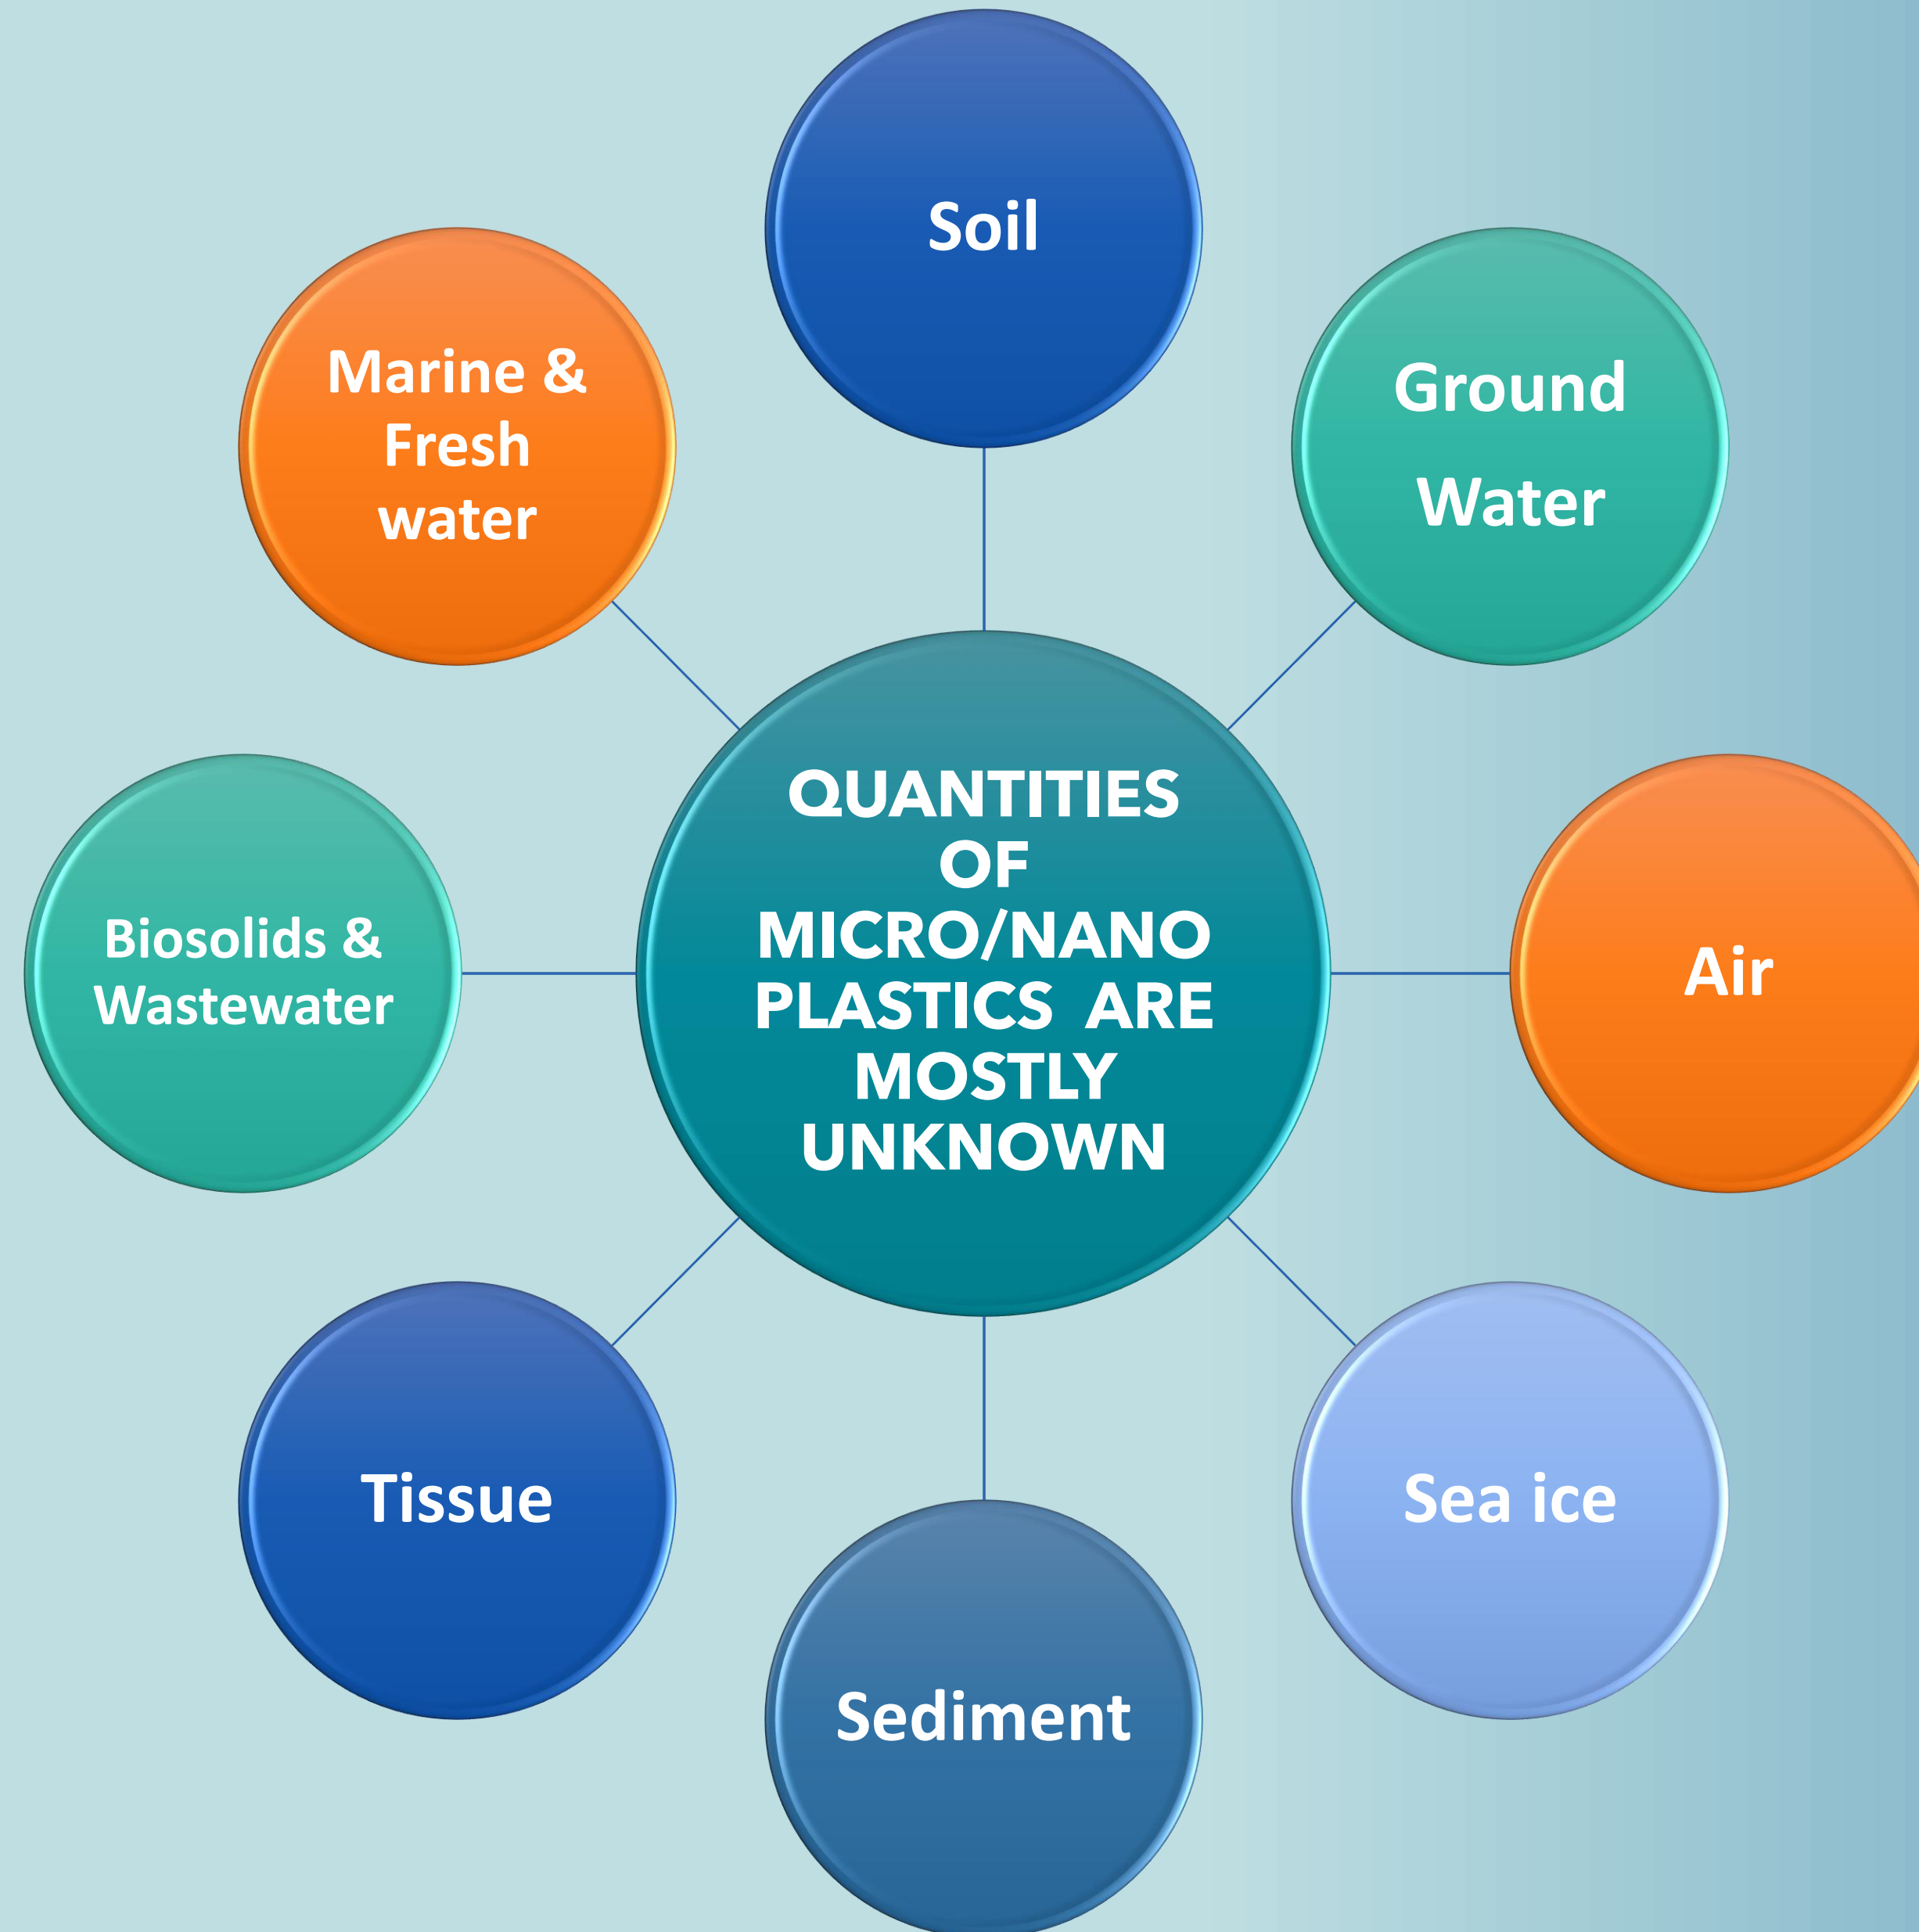 Soil
Ground
Water
Air
Sea ice
Sediment
Tissue
Biosolids &
Wastewater
Marine &
Fresh
water
QUANTITIES
OF
MICRO/NANO
PLASTICS ARE
MOSTLY
UNKNOWN